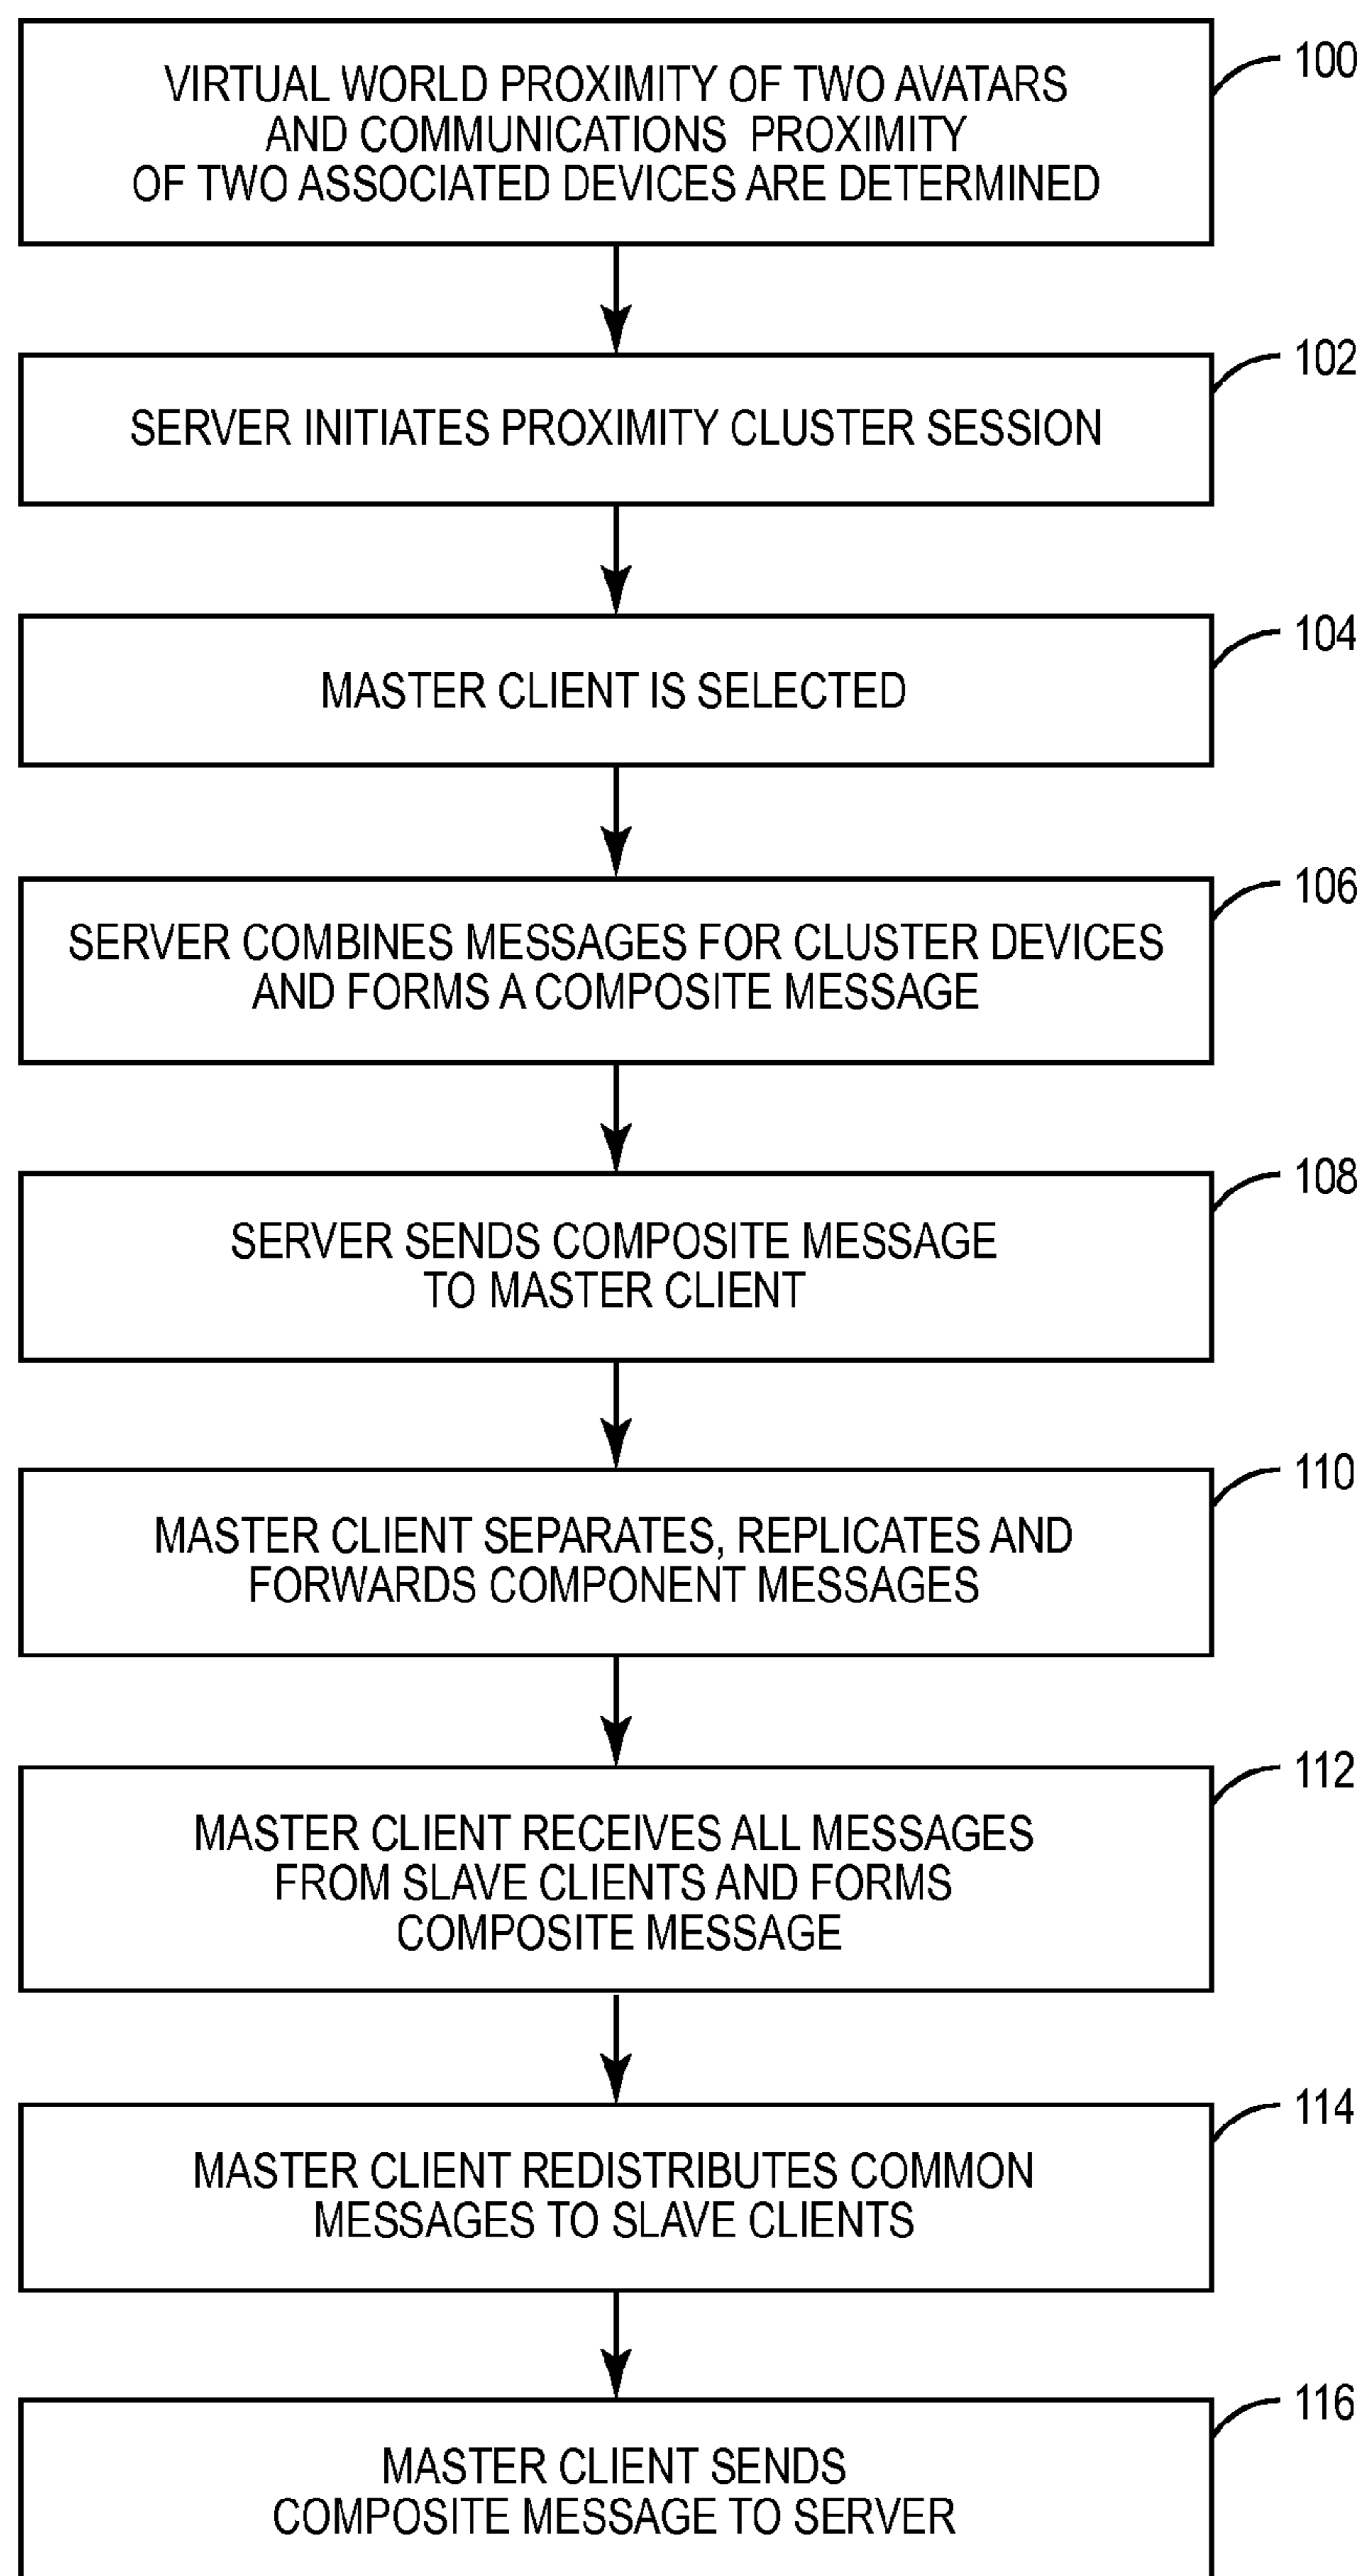 VIRTUAL WORLD PROXIMITY OF TWO AVATARS
AND COMMUNICATIONS PROXIMITY
OF TWO ASSOCIATED DEVICES ARE DETERMINED
100
SERVER INITIATES PROXIMITY CLUSTER SESSION
102
MASTER CLIENT IS SELECTED
104
SERVER COMBINES MESSAGES FOR CLUSTER DEVICES
AND FORMS A COMPOSITE MESSAGE
106
SERVER SENDS COMPOSITE MESSAGE
TO MASTER CLIENT
108
MASTER CLIENT SEPARATES, REPLICATES AND
FORWARDS COMPONENT MESSAGES
110
MASTER CLIENT RECEIVES ALL MESSAGES
FROM SLAVE CLIENTS AND FORMS
COMPOSITE MESSAGE
112
MASTER CLIENT REDISTRIBUTES COMMON
MESSAGES TO SLAVE CLIENTS
114
MASTER CLIENT SENDS
COMPOSITE MESSAGE TO SERVER
116